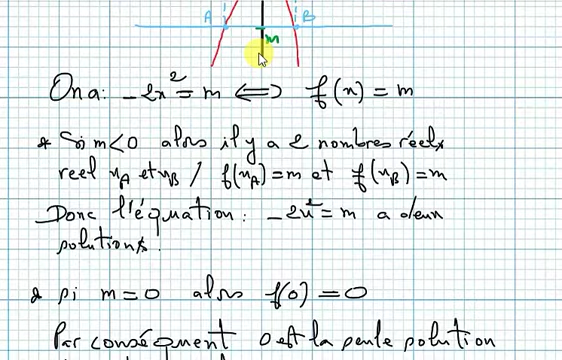 A B
m
On a: -2x² = m ⟺ f(x) = m
* Si m<0 alors il y a 2 nombres réels
reel x_A et x_B / f(x_A)=m et f(x_B)=m
Donc l'équation: -2x²=m a deux
solutions.
* si m=0 alors f(0)=0
Par conséquent 0 est la seule solution